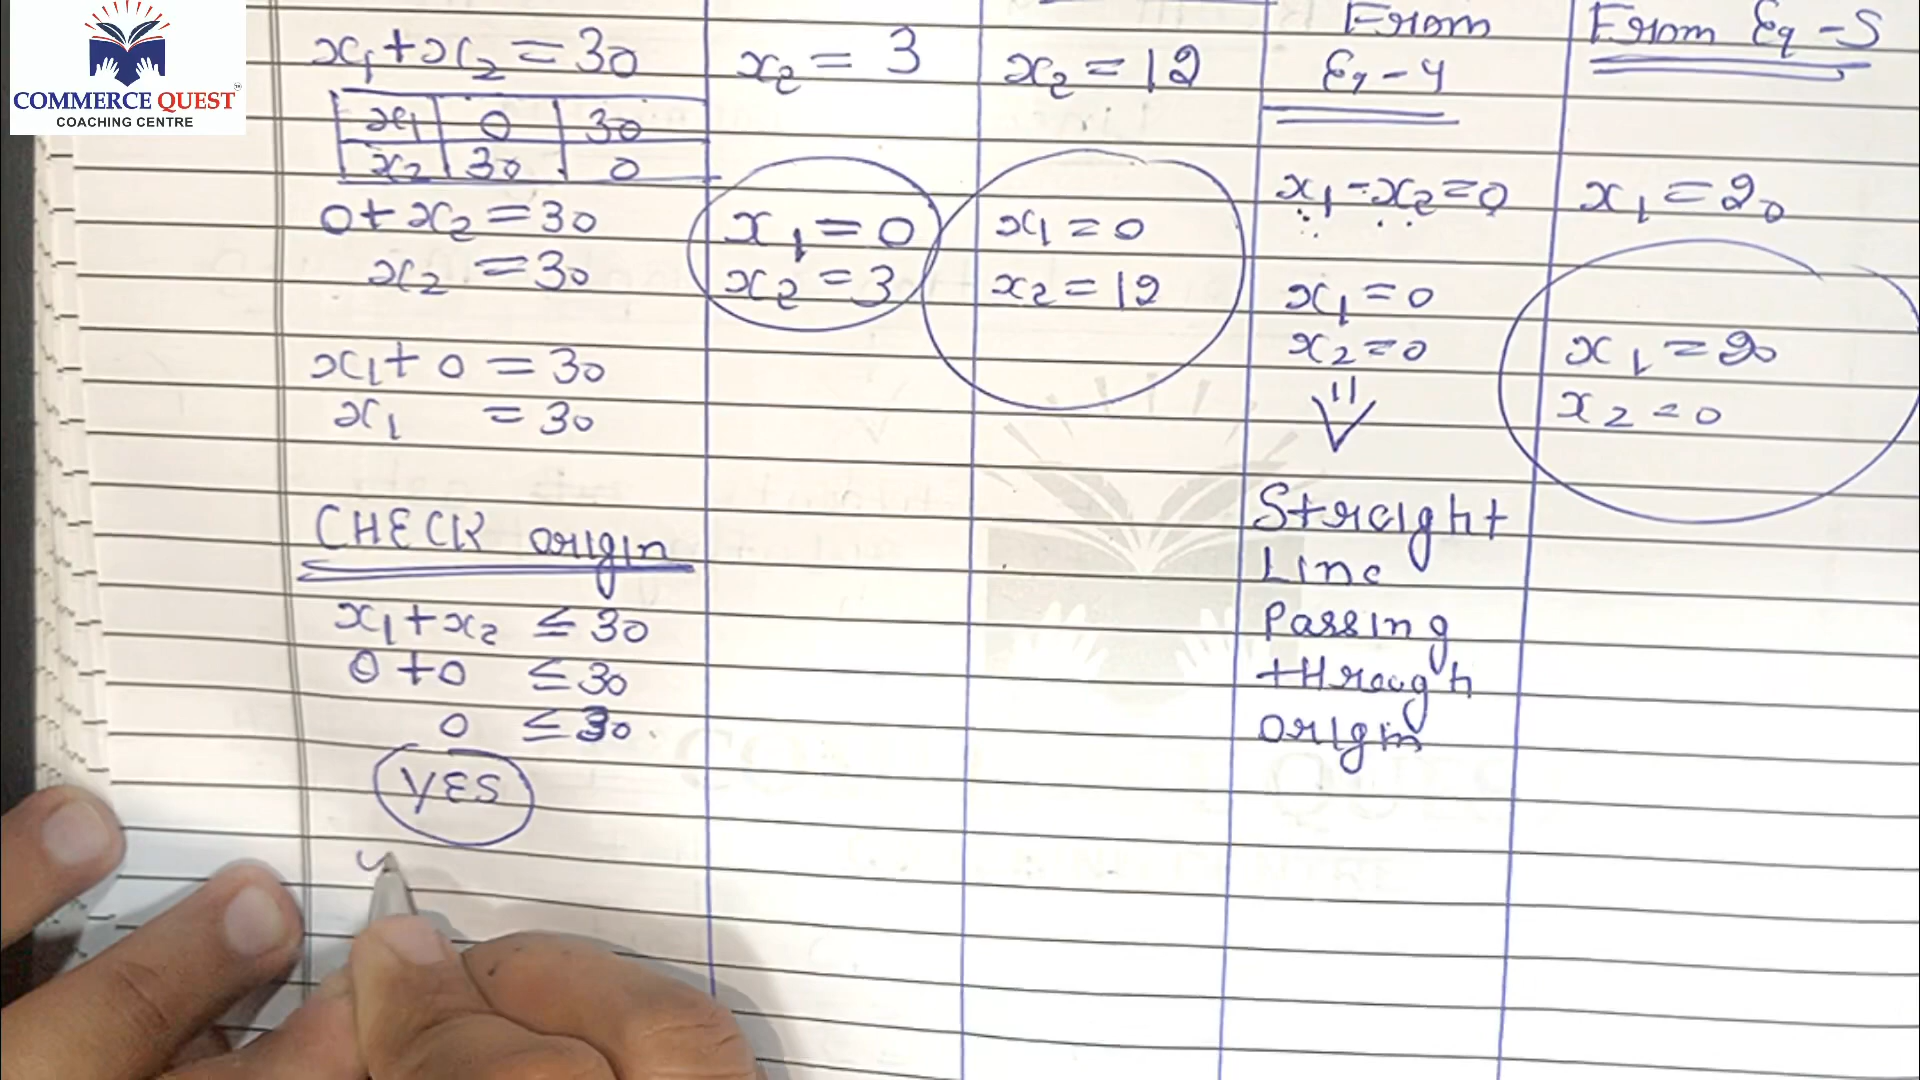 COMMERCE QUEST
COACHING CENTRE
x₁+x₂ = 30
x₁ | 0 | 30
x₂ | 30 | 0
0+x₂ = 30
x₂ = 30
x₁+0 = 30
x₁ = 30
CHECK origin
x₁+x₂ ≤ 30
0+0 ≤ 30
0 ≤ 30
YES
x₂ = 3
x₁ = 0
x₂ = 3
x₂ = 12
x₁ = 0
x₂ = 12
From
Eq-4
x₁-x₂=0
x₁ = 0
x₂ = 0
Straight
Line
Passing
through
origin
From Eq-5
x₁ = 20
x₁ = 20
x₂ = 0